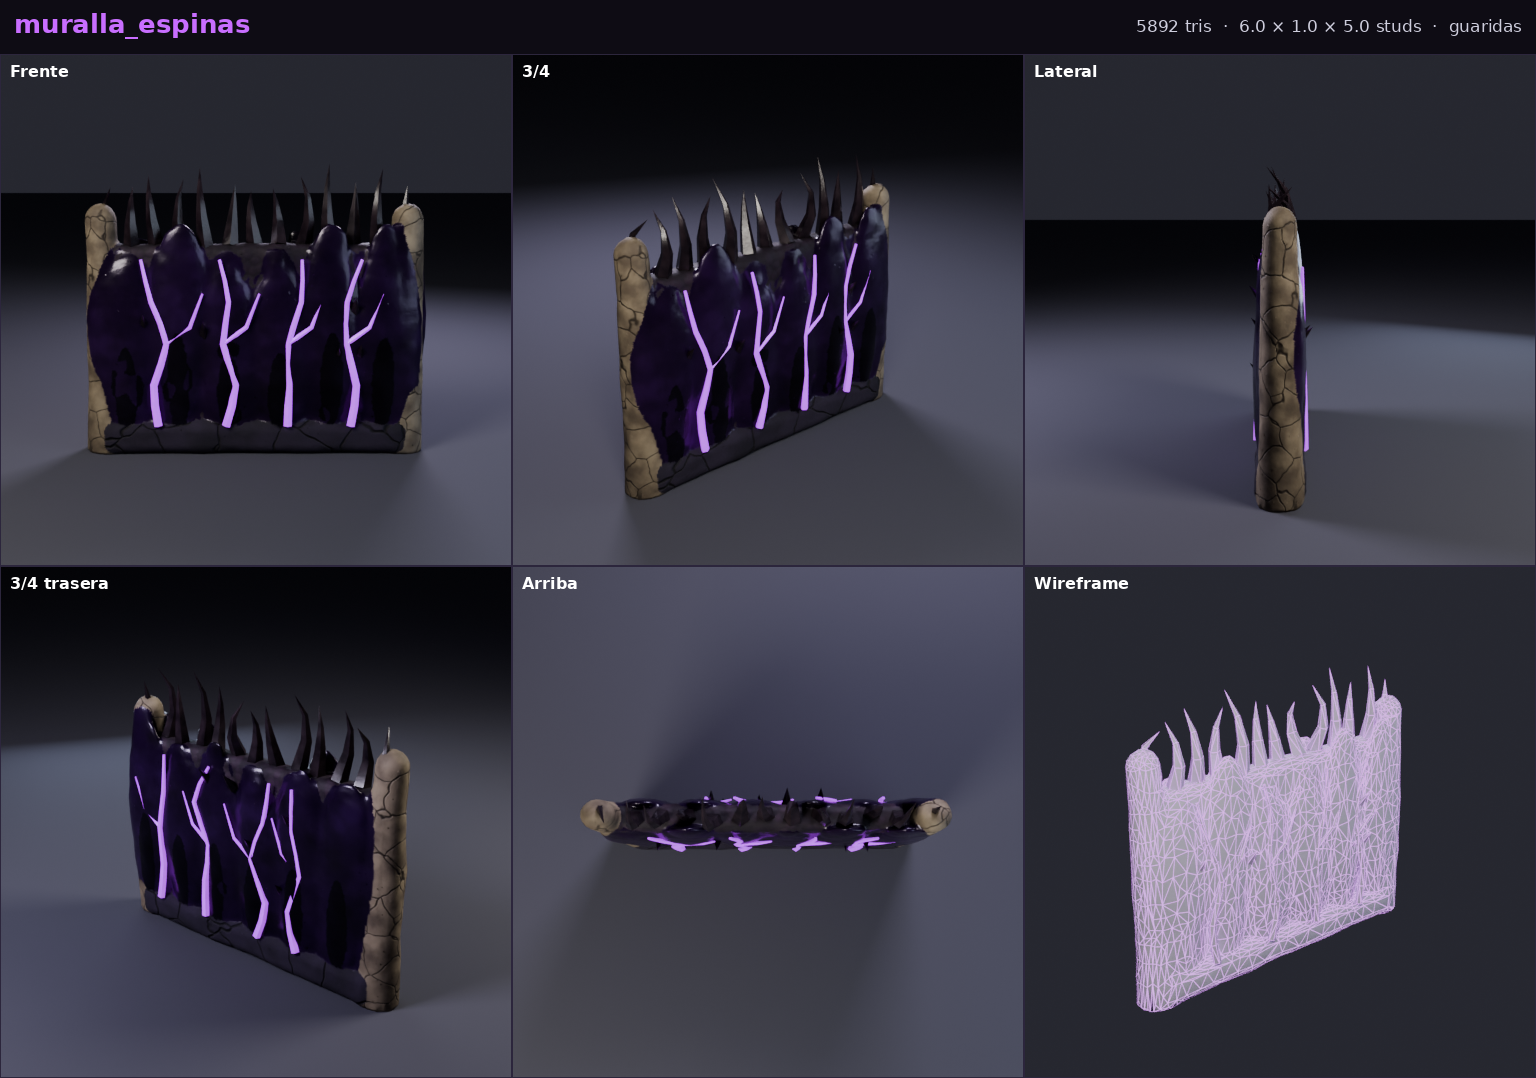 muralla_espinas
5892 tris · 6.0 × 1.0 × 5.0 studs · guaridas
Frente
3/4
Lateral
3/4 trasera
Arriba
Wireframe